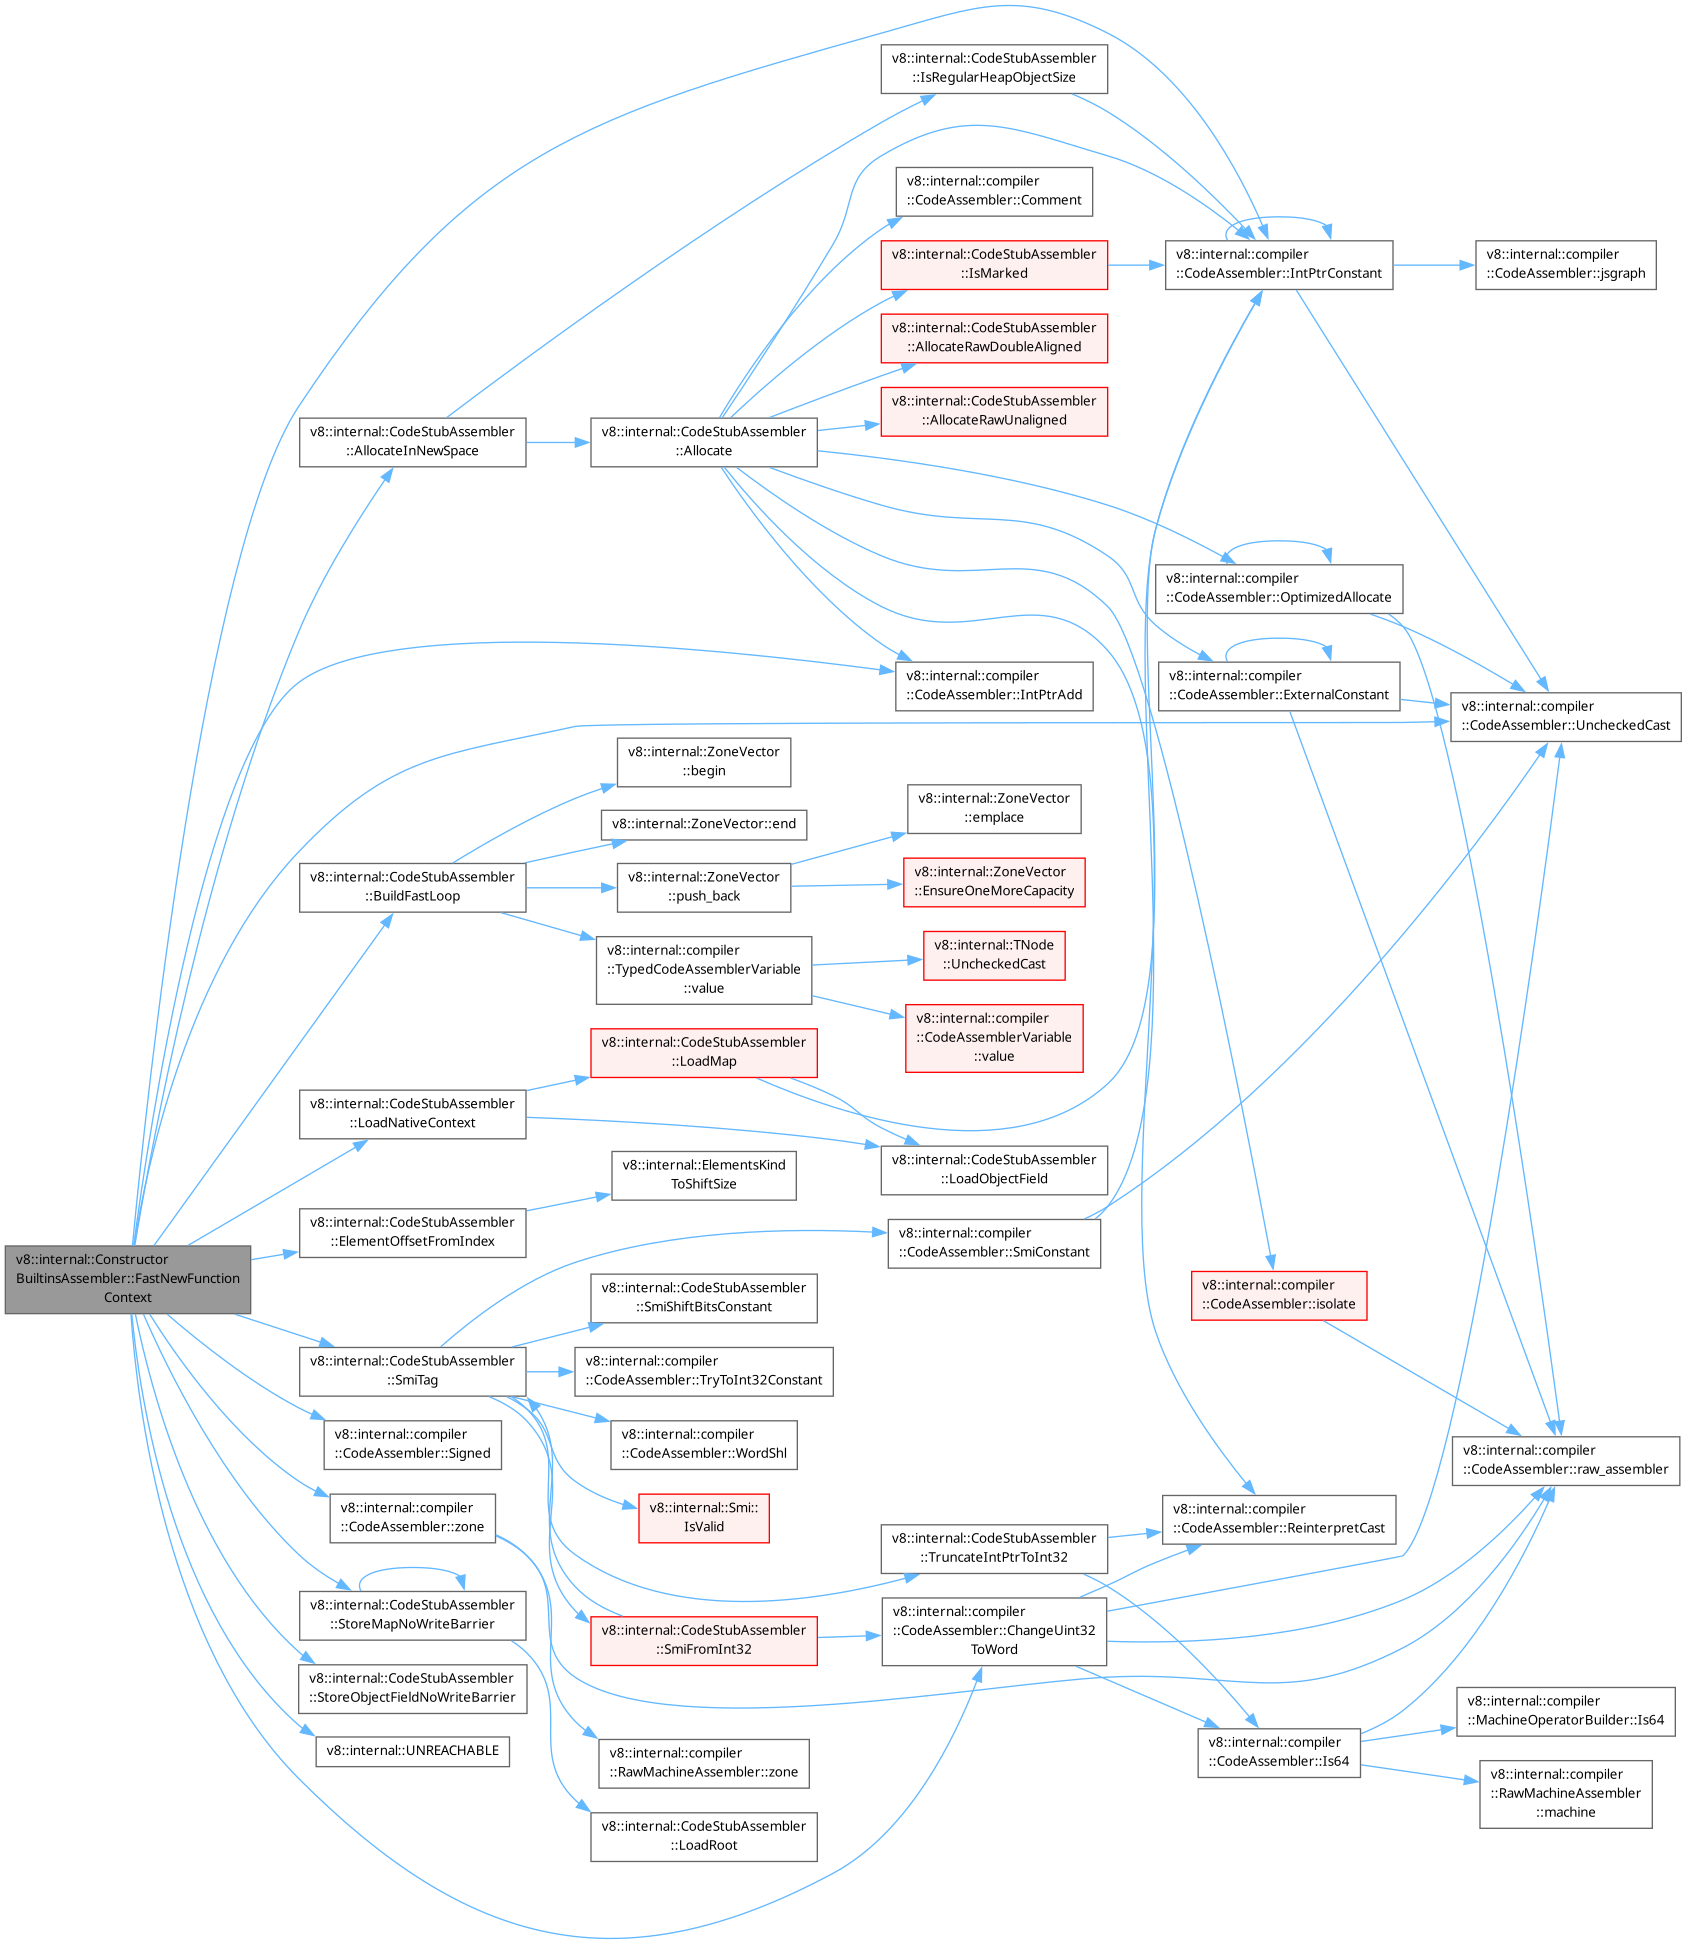 v8::internal::Constructor
BuiltinsAssembler::FastNewFunction
Context
v8::internal::CodeStubAssembler
::AllocateInNewSpace
v8::internal::CodeStubAssembler
::BuildFastLoop
v8::internal::CodeStubAssembler
::LoadNativeContext
v8::internal::CodeStubAssembler
::ElementOffsetFromIndex
v8::internal::CodeStubAssembler
::SmiTag
v8::internal::compiler
::CodeAssembler::Signed
v8::internal::compiler
::CodeAssembler::zone
v8::internal::CodeStubAssembler
::StoreMapNoWriteBarrier
v8::internal::CodeStubAssembler
::StoreObjectFieldNoWriteBarrier
v8::internal::UNREACHABLE
v8::internal::CodeStubAssembler
::Allocate
v8::internal::ZoneVector
::begin
v8::internal::ZoneVector::end
v8::internal::ZoneVector
::push_back
v8::internal::compiler
::TypedCodeAssemblerVariable
::value
v8::internal::CodeStubAssembler
::LoadMap
v8::internal::ElementsKind
ToShiftSize
v8::internal::CodeStubAssembler
::SmiShiftBitsConstant
v8::internal::compiler
::CodeAssembler::TryToInt32Constant
v8::internal::compiler
::CodeAssembler::WordShl
v8::internal::Smi::
IsValid
v8::internal::CodeStubAssembler
::SmiFromInt32
v8::internal::compiler
::RawMachineAssembler::zone
v8::internal::CodeStubAssembler
::LoadRoot
v8::internal::CodeStubAssembler
::IsRegularHeapObjectSize
v8::internal::compiler
::CodeAssembler::Comment
v8::internal::CodeStubAssembler
::IsMarked
v8::internal::CodeStubAssembler
::AllocateRawDoubleAligned
v8::internal::CodeStubAssembler
::AllocateRawUnaligned
v8::internal::compiler
::CodeAssembler::IntPtrAdd
v8::internal::ZoneVector
::emplace
v8::internal::ZoneVector
::EnsureOneMoreCapacity
v8::internal::TNode
::UncheckedCast
v8::internal::compiler
::CodeAssemblerVariable
::value
v8::internal::CodeStubAssembler
::LoadObjectField
v8::internal::compiler
::CodeAssembler::SmiConstant
v8::internal::CodeStubAssembler
::TruncateIntPtrToInt32
v8::internal::compiler
::CodeAssembler::ChangeUint32
ToWord
v8::internal::compiler
::CodeAssembler::IntPtrConstant
v8::internal::compiler
::CodeAssembler::OptimizedAllocate
v8::internal::compiler
::CodeAssembler::ExternalConstant
v8::internal::compiler
::CodeAssembler::isolate
v8::internal::compiler
::CodeAssembler::ReinterpretCast
v8::internal::compiler
::CodeAssembler::Is64
v8::internal::compiler
::CodeAssembler::jsgraph
v8::internal::compiler
::CodeAssembler::UncheckedCast
v8::internal::compiler
::CodeAssembler::raw_assembler
v8::internal::compiler
::MachineOperatorBuilder::Is64
v8::internal::compiler
::RawMachineAssembler
::machine